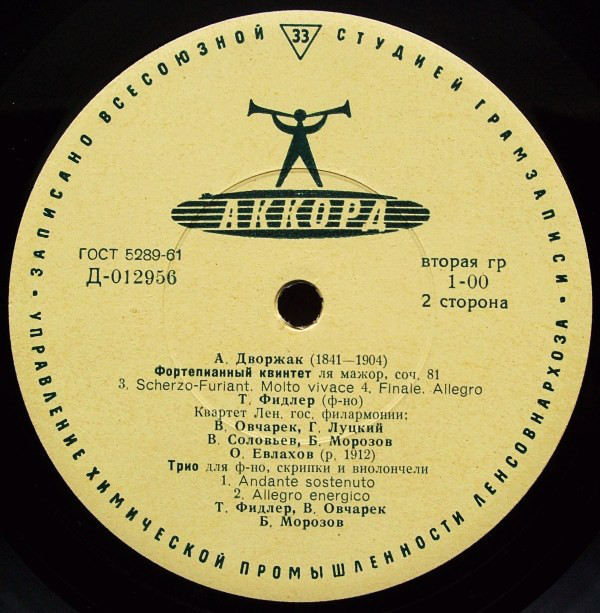 ЗАПИСАНО ВСЕСОЮЗНОЙ СТУДИЕЙ ГРАМЗАПИСИ •
33
АККОРД
ГОСТ 5289-61
Д-012956
вторая гр
1-00
2 сторона
А. Дворжак (1841—1904)
Фортепианный квинтет ля мажор, соч. 81
3. Scherzo-Furiant. Molto vivace 4. Finale. Allegro
Т. Фидлер (ф-но)
Квартет Лен. гос. филармонии:
В. Овчарек, Г. Луцкий
В. Соловьев, Б. Морозов
О. Евлахов (р. 1912)
Трио для ф-но, скрипки и виолончели
1. Andante sostenuto
2. Allegro energico
Т. Фидлер, В. Овчарек
Б. Морозов
УПРАВЛЕНИЕ ХИМИЧЕСКОЙ ПРОМЫШЛЕННОСТИ ЛЕНСОВНАРХОЗА •